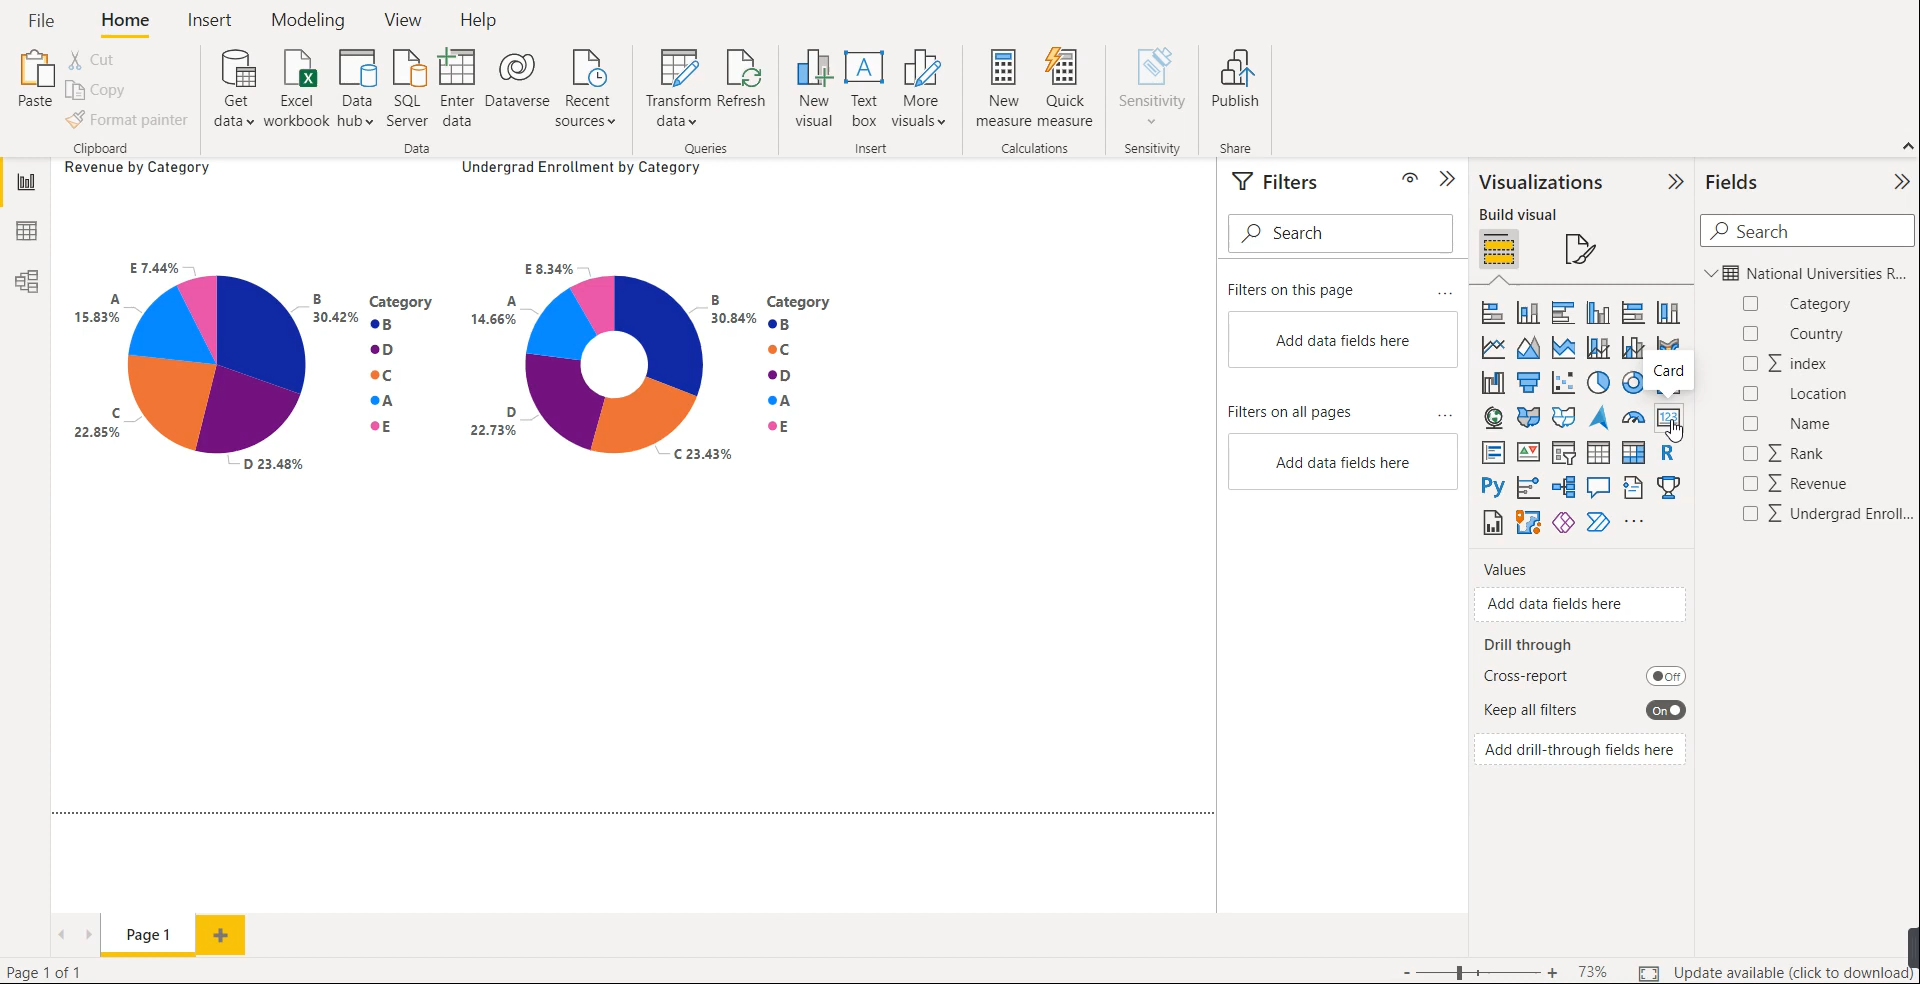 File Home Insert Modeling View Help
Cut
Copy
Format painter
Paste
Get data
Excel workbook
Data hub
SQL Server
Enter data
Dataverse
Recent sources
Transform data
Refresh
New visual
Text box
More visuals
New measure
Quick measure
Sensitivity
Publish
Clipboard Data Queries Insert Calculations Sensitivity Share
Revenue by Category
E 7.44%
A
15.83%
B
30.42%
C
22.85%
D 23.48%
Category
B
D
C
A
E
Undergrad Enrollment by Category
E 8.34%
A
14.66%
B
30.84%
D
22.73%
C 23.43%
Category
B
C
D
A
E
Filters
Search
Filters on this page ...
Add data fields here
Filters on all pages ...
Add data fields here
Visualizations
Build visual
Card
123
R
Py
...
Values
Add data fields here
Drill through
Cross-report Off
Keep all filters On
Add drill-through fields here
Fields
Search
National Universities R...
Category
Country
∑ index
Location
Name
∑ Rank
∑ Revenue
∑ Undergrad Enroll...
Page 1 +
Page 1 of 1
- + 73%
Update available (click to download)